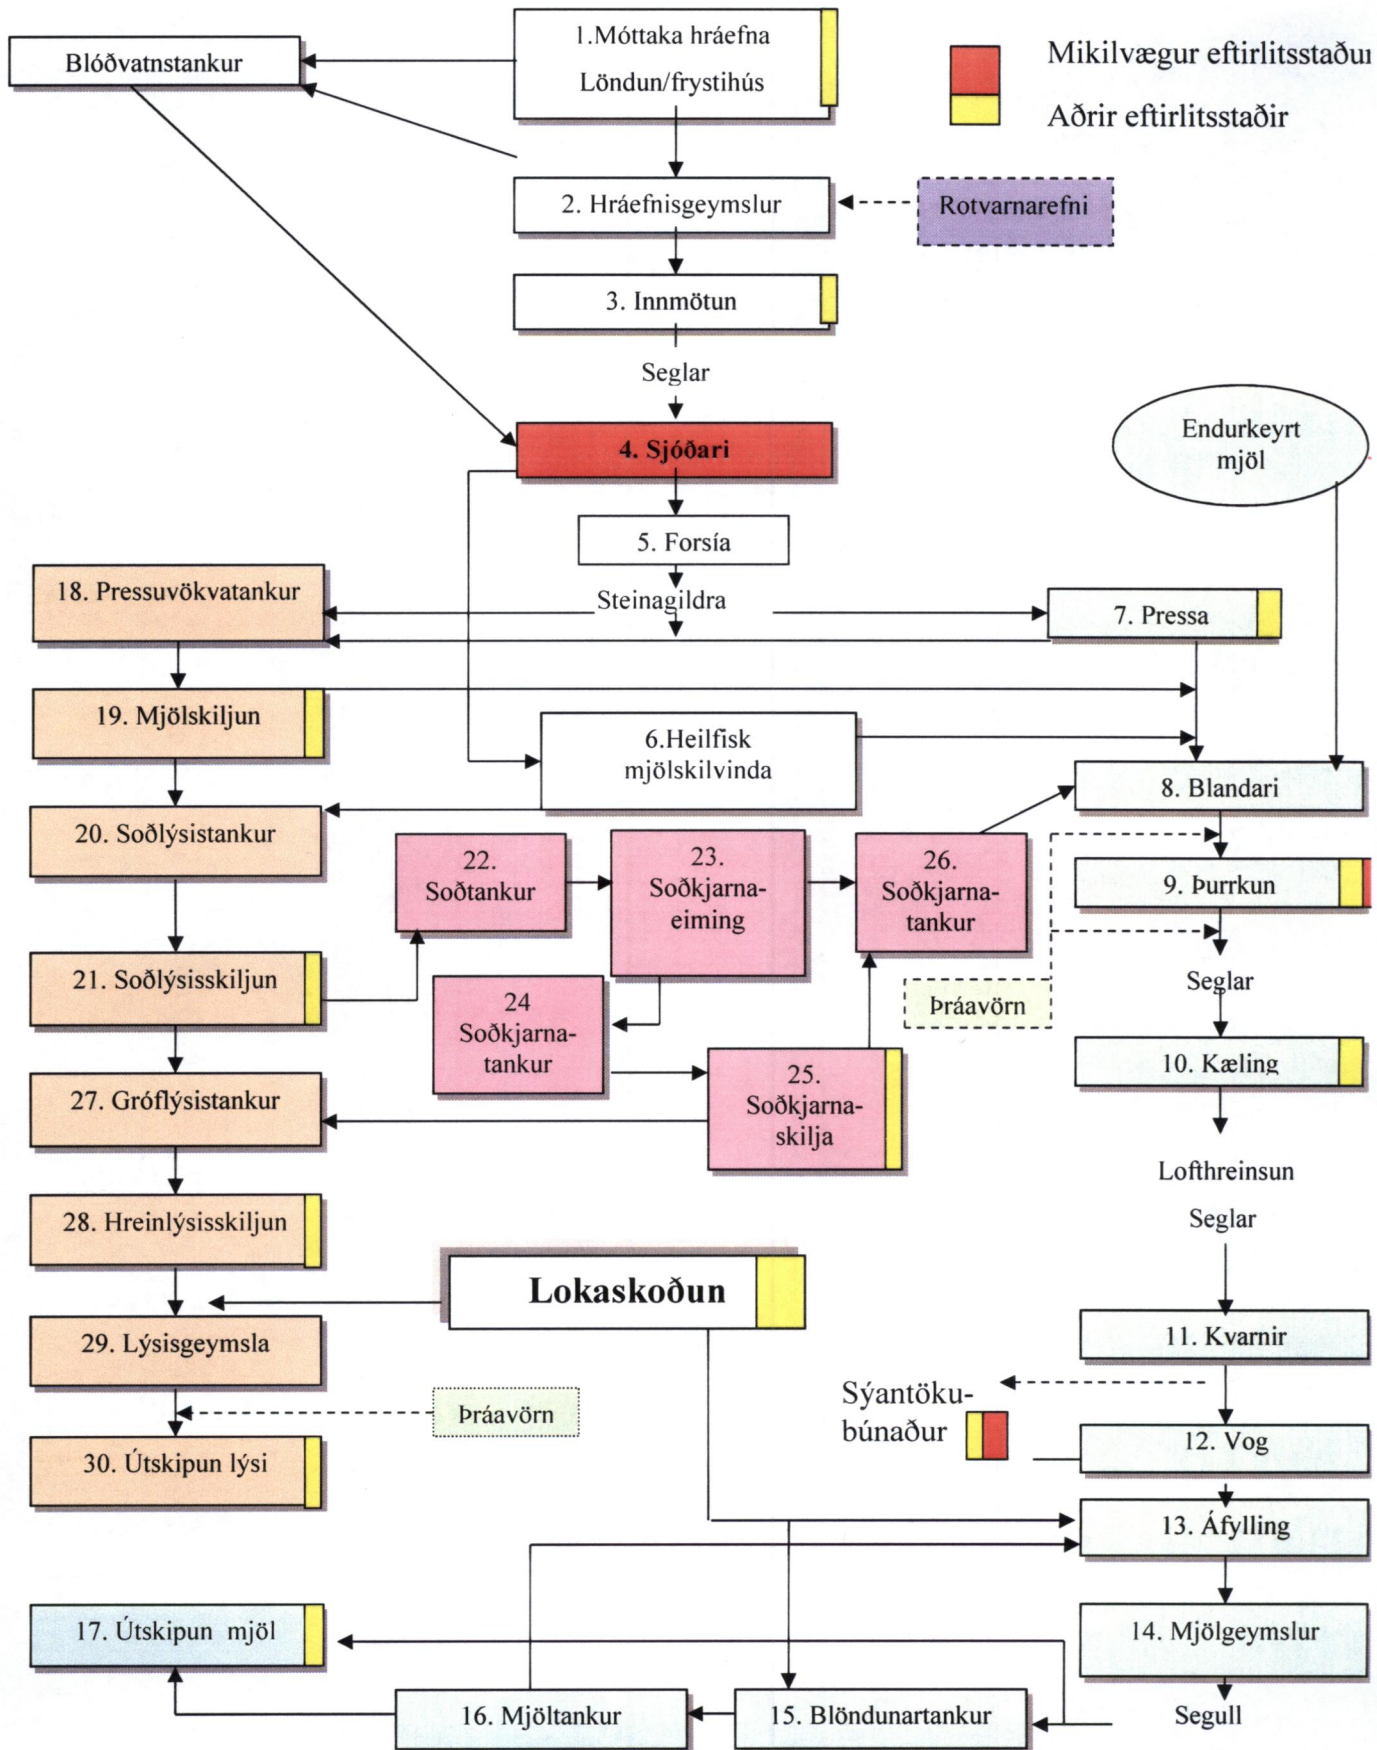 Blóðvatnstankur
1.Móttaka hráefna
Löndun/frystihús
Mikilvægur eftirlitsstaður
Aðrir eftirlitsstaðir
2. Hráefnisgeymslur
Rotvarnarefni
3. Innmötun
Seglar
4. Sjóðari
Endurkeyrt
mjöl
5. Forsía
Steinagildra
18. Pressuvökvatankur
7. Pressa
19. Mjölskiljun
6.Heilfisk
mjölskilvinda
8. Blandari
20. Soðlýsistankur
22.
Soðtankur
23.
Soðkjarna-
eiming
26.
Soðkjarna-
tankur
9. Þurrkun
21. Soðlýsisskiljun
24
Soðkjarna-
tankur
Þráavörn
Seglar
10. Kæling
25.
Soðkjarna-
skilja
27. Gróflýsistankur
Lofthreinsun
Seglar
28. Hreinlýsisskiljun
Lokaskoðun
29. Lýsisgeymsla
11. Kvarnir
Sýantöku-
búnaður
Þráavörn
12. Vog
30. Útskipun lýsi
13. Áfylling
17. Útskipun mjöl
14. Mjölgeymslur
16. Mjöltankur
15. Blöndunartankur
Segull